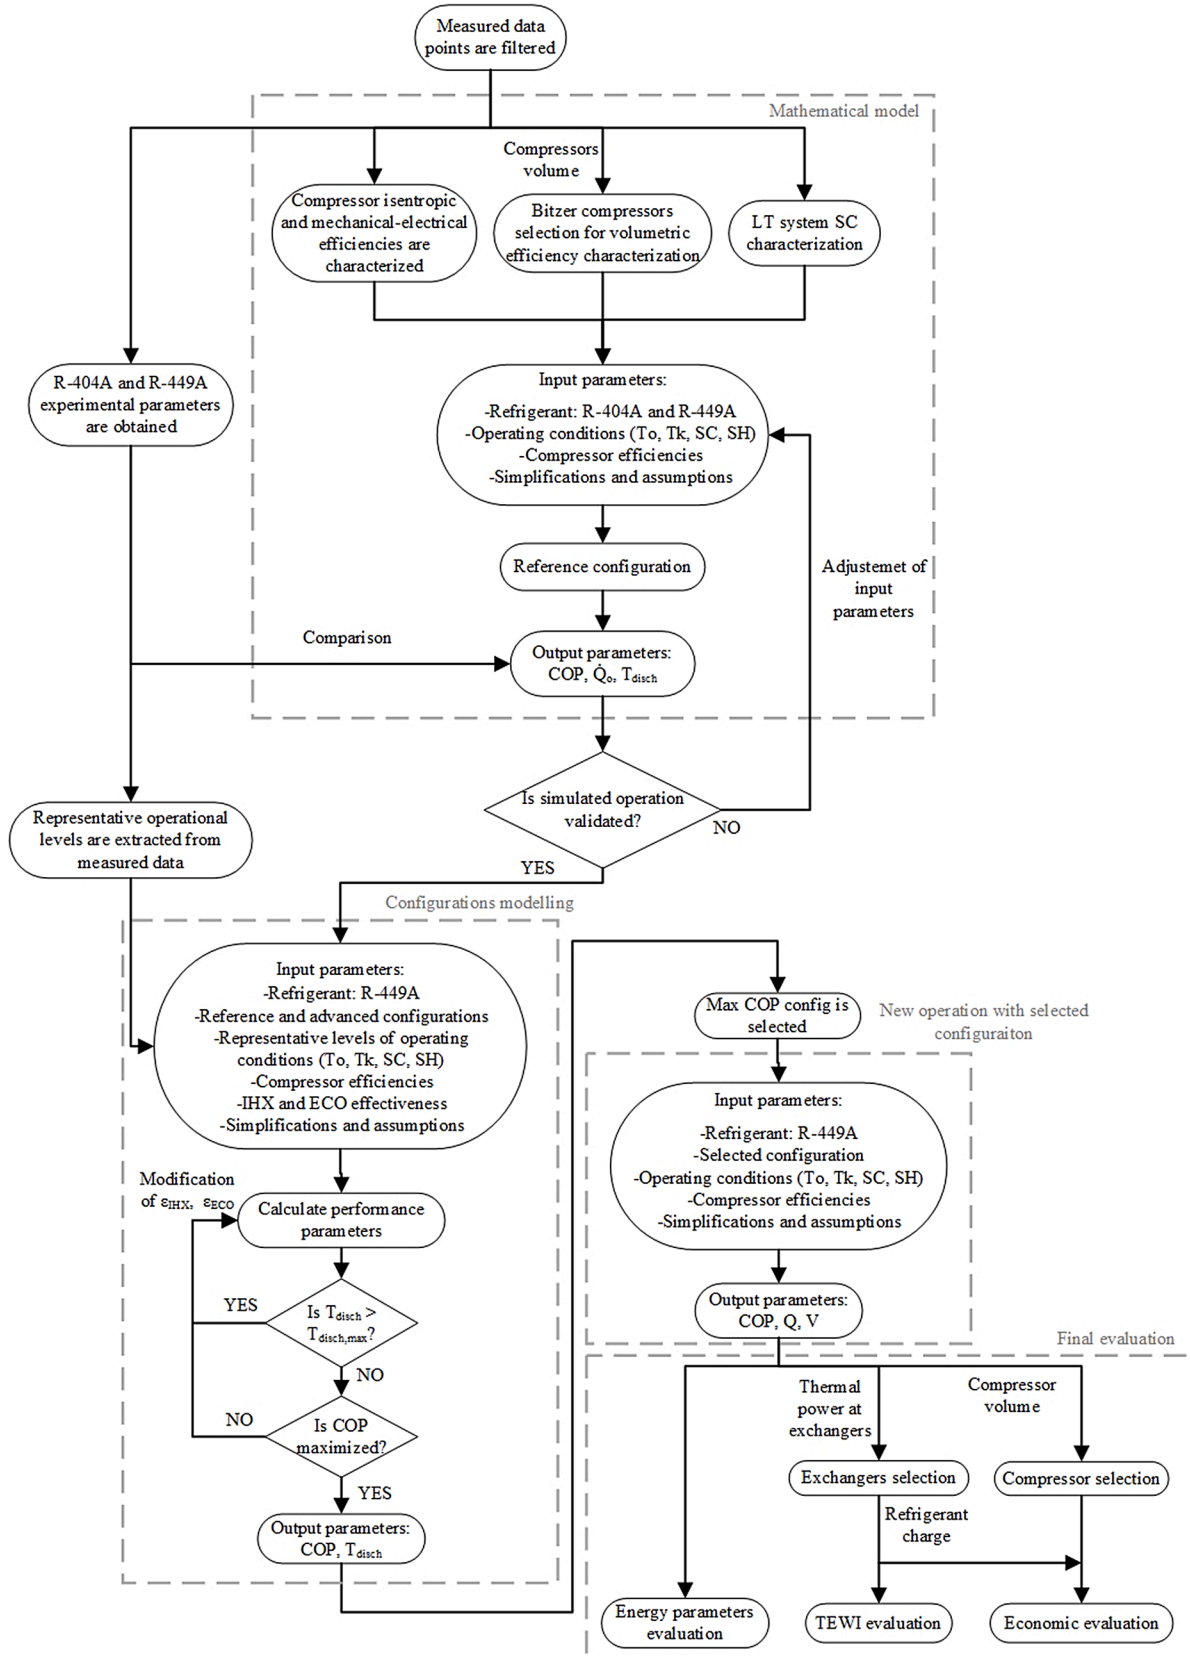 Measured data
points are filtered
Mathematical model
Compressors
volume
Compressor isentropic
and mechanical-electrical
efficiencies are
characterized
Bitzer compressors
selection for volumetric
efficiency characterization
LT system SC
characterization
R-404A and R-449A
experimental parameters
are obtained
Input parameters:
-Refrigerant: R-404A and R-449A
-Operating conditions (To, Tk, SC, SH)
-Compressor efficiencies
-Simplifications and assumptions
Reference configuration
Adjustemet of
input
parameters
Comparison
Output parameters:
COP, Q̇ₒ, Tdisch
Is simulated operation
validated?
NO
YES
Representative operational
levels are extracted from
measured data
Configurations modelling
Input parameters:
-Refrigerant: R-449A
-Reference and advanced configurations
-Representative levels of operating
conditions (To, Tk, SC, SH)
-Compressor efficiencies
-IHX and ECO effectiveness
-Simplifications and assumptions
Modification
of εIHX, εECO
Calculate performance
parameters
YES
Is Tdisch >
Tdisch,max?
NO
NO
Is COP
maximized?
YES
Output parameters:
COP, Tdisch
Max COP config is
selected
New operation with selected
configuraiton
Input parameters:
-Refrigerant: R-449A
-Selected configuration
-Operating conditions (To, Tk, SC, SH)
-Compressor efficiencies
-Simplifications and assumptions
Output parameters:
COP, Q, V
Final evaluation
Thermal
power at
exchangers
Compressor
volume
Exchangers selection
Compressor selection
Refrigerant
charge
Energy parameters
evaluation
TEWI evaluation
Economic evaluation